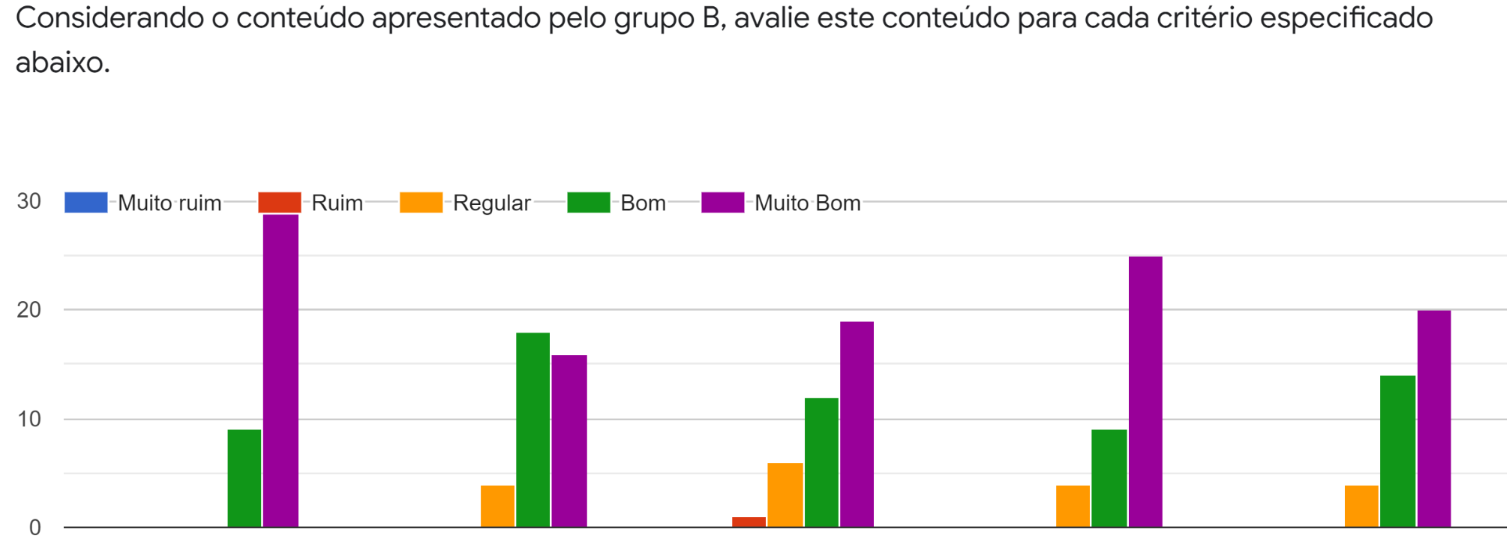 Considerando o conteúdo apresentado pelo grupo B, avalie este conteúdo para cada critério especificado
abaixo.
30 Muito ruim Ruim Regular Bom Muito Bom
20
10
0